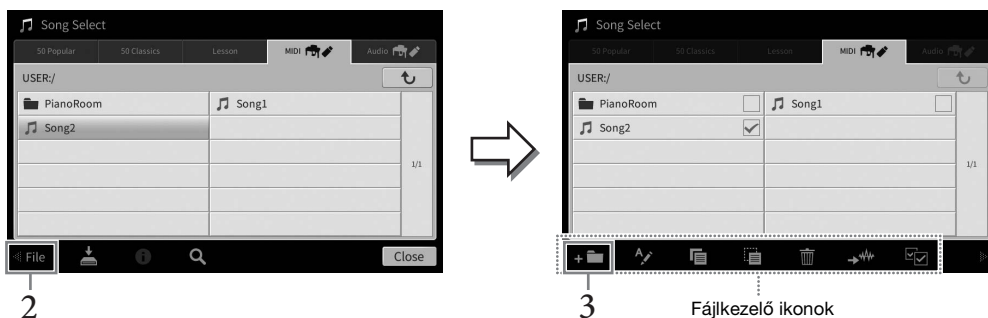 Song Select
50 Popular 50 Classics Lesson MIDI Audio
USER:/
PianoRoom Song1
Song2
1/1
File Close
2
Song Select
50 Popular 50 Classics Lesson MIDI Audio
USER:/
PianoRoom Song1
Song2
1/1
3
Fájlkezelő ikonok